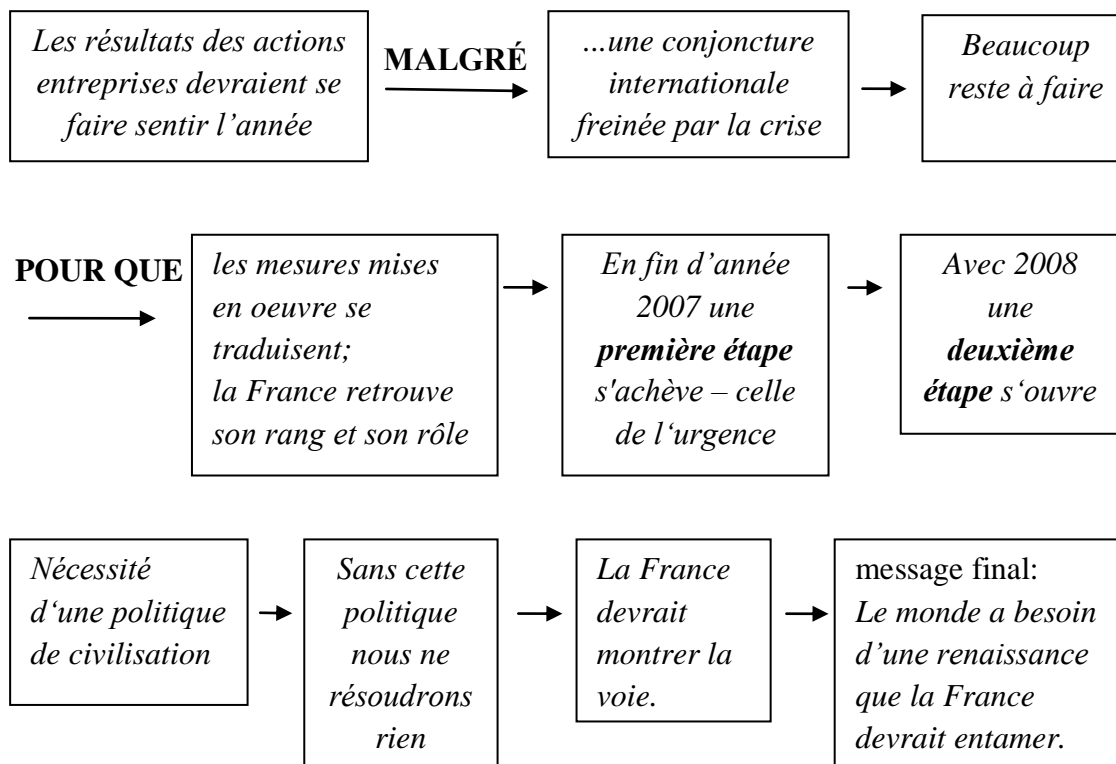 Les résultats des actions
entreprises devraient se
faire sentir l’année
MALGRÉ
...une conjoncture
internationale
freinée par la crise
Beaucoup
reste à faire
POUR QUE
les mesures mises
en oeuvre se
traduisent;
la France retrouve
son rang et son rôle
En fin d’année
2007 une
première étape
s'achève – celle
de l‘urgence
Avec 2008
une
deuxième
étape s‘ouvre
Nécessité
d‘une politique
de civilisation
Sans cette
politique
nous ne
résoudrons
rien
La France
devrait
montrer la
voie.
message final:
Le monde a besoin
d’une renaissance
que la France
devrait entamer.